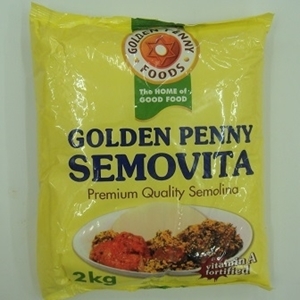 GOLDEN PENNY
FOODS
The HOME of
GOOD FOOD
GOLDEN PENNY
SEMOVITA
Premium Quality Semolina
2kg
vitamin A
fortified